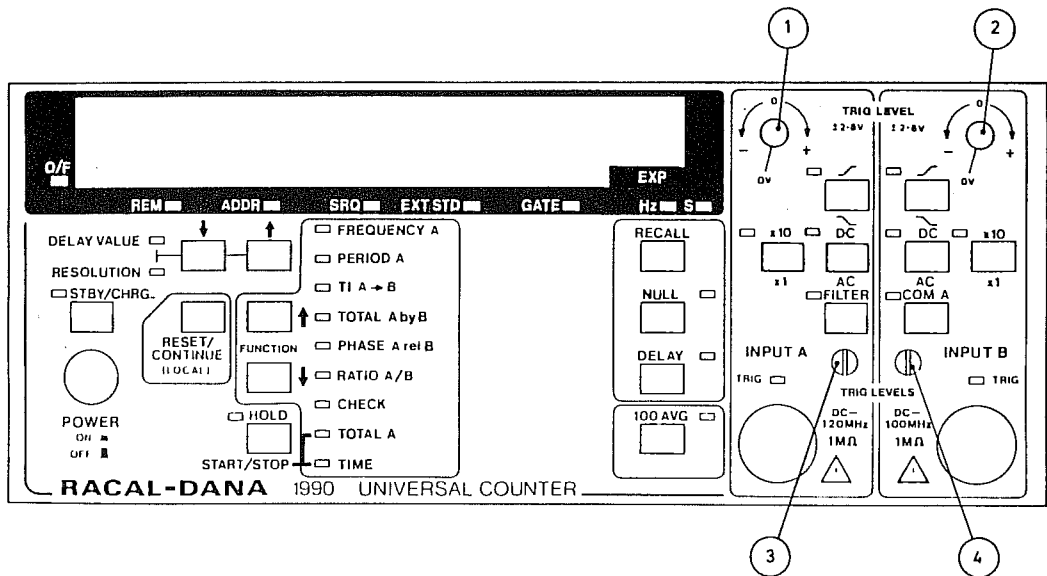 1
2
O/F
EXP
REM
ADDR
SRQ
EXT STD
GATE
Hz
S
DELAY VALUE
RESOLUTION
STBY/CHRG.
RESET/
CONTINUE
(LOCAL)
POWER
ON
OFF
FUNCTION
HOLD
START/STOP
FREQUENCY A
PERIOD A
TI A → B
TOTAL A by B
PHASE A rel B
RATIO A/B
CHECK
TOTAL A
TIME
RECALL
NULL
DELAY
100 AVG
TRIG LEVEL
±2·8V
±2·8V
0
- +
0V
0
- +
0V
x10
x1
DC
AC
DC
AC
x10
x1
FILTER
COM A
INPUT A
INPUT B
TRIG
TRIG
TRIG LEVELS
DC-
120MHz
1MΩ
DC-
100MHz
1MΩ
RACAL-DANA 1990 UNIVERSAL COUNTER
3
4